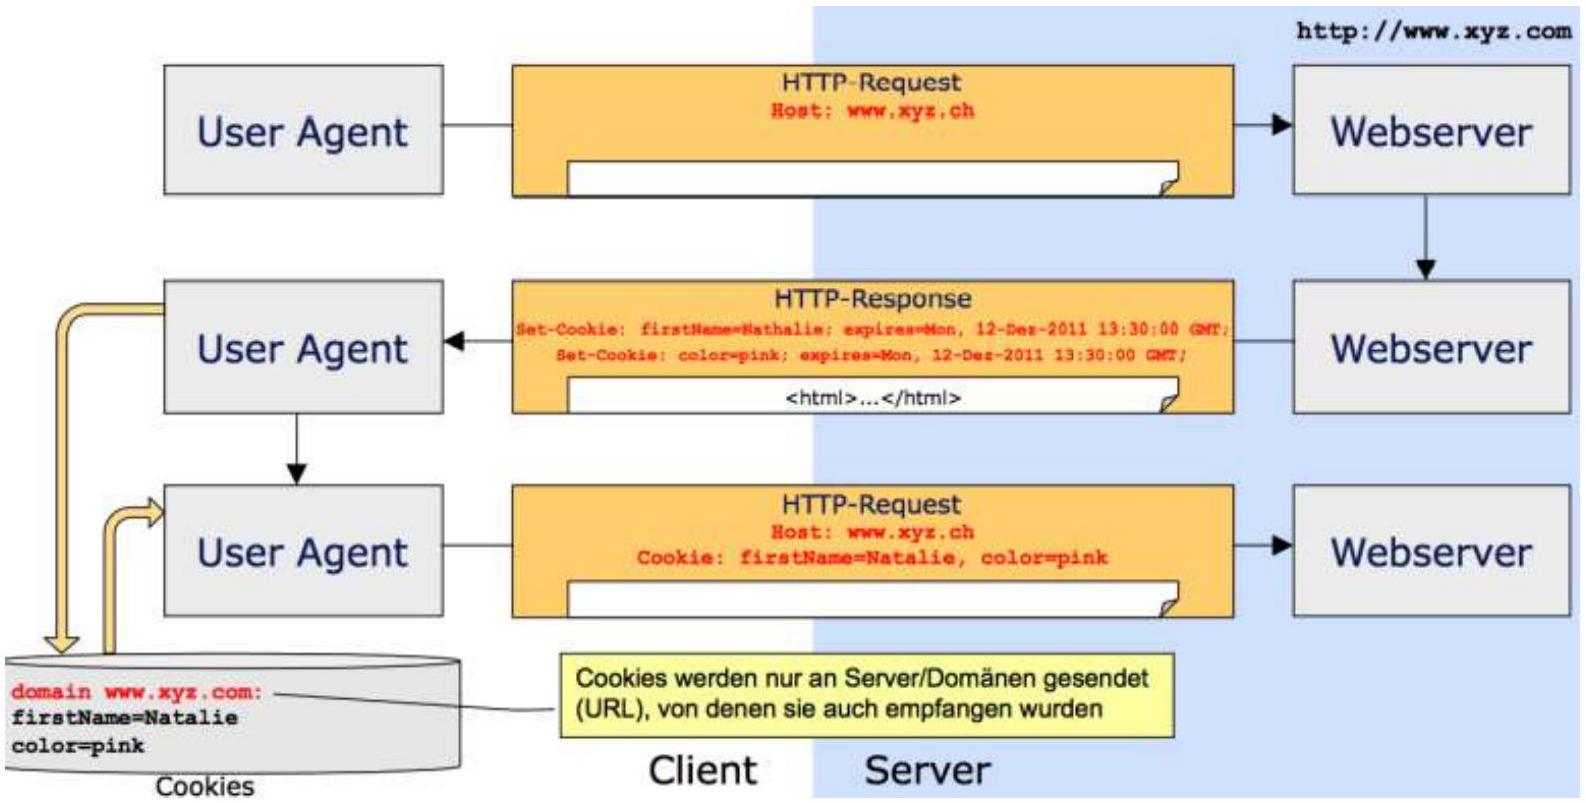 http://www.xyz.com
User Agent
HTTP-Request
Host: www.xyz.ch
Webserver
User Agent
HTTP-Response
Set-Cookie: firstName=Nathalie; expires=Mon, 12-Dez-2011 13:30:00 GMT;
Set-Cookie: color=pink; expires=Mon, 12-Dez-2011 13:30:00 GMT;
<html>...</html>
Webserver
User Agent
HTTP-Request
Host: www.xyz.ch
Cookie: firstName=Natalie, color=pink
Webserver
domain www.xyz.com:
firstName=Natalie
color=pink
Cookies
Cookies werden nur an Server/Domänen gesendet
(URL), von denen sie auch empfangen wurden
Client
Server